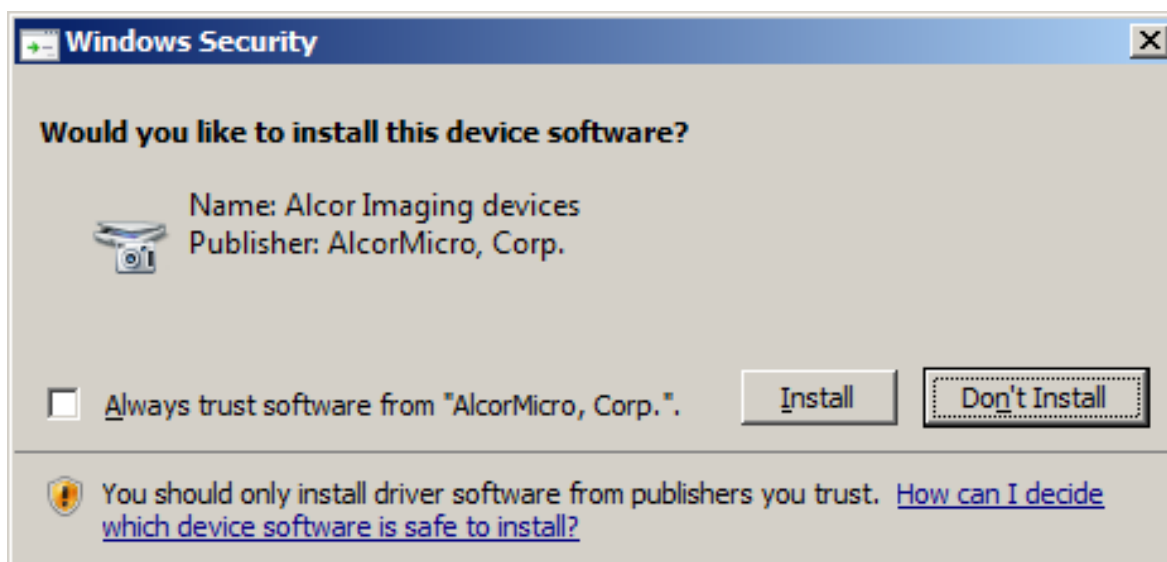 Windows Security
Would you like to install this device software?
Name: Alcor Imaging devices
Publisher: AlcorMicro, Corp.
Always trust software from "AlcorMicro, Corp.".
Install
Don't Install
You should only install driver software from publishers you trust. How can I decide
which device software is safe to install?